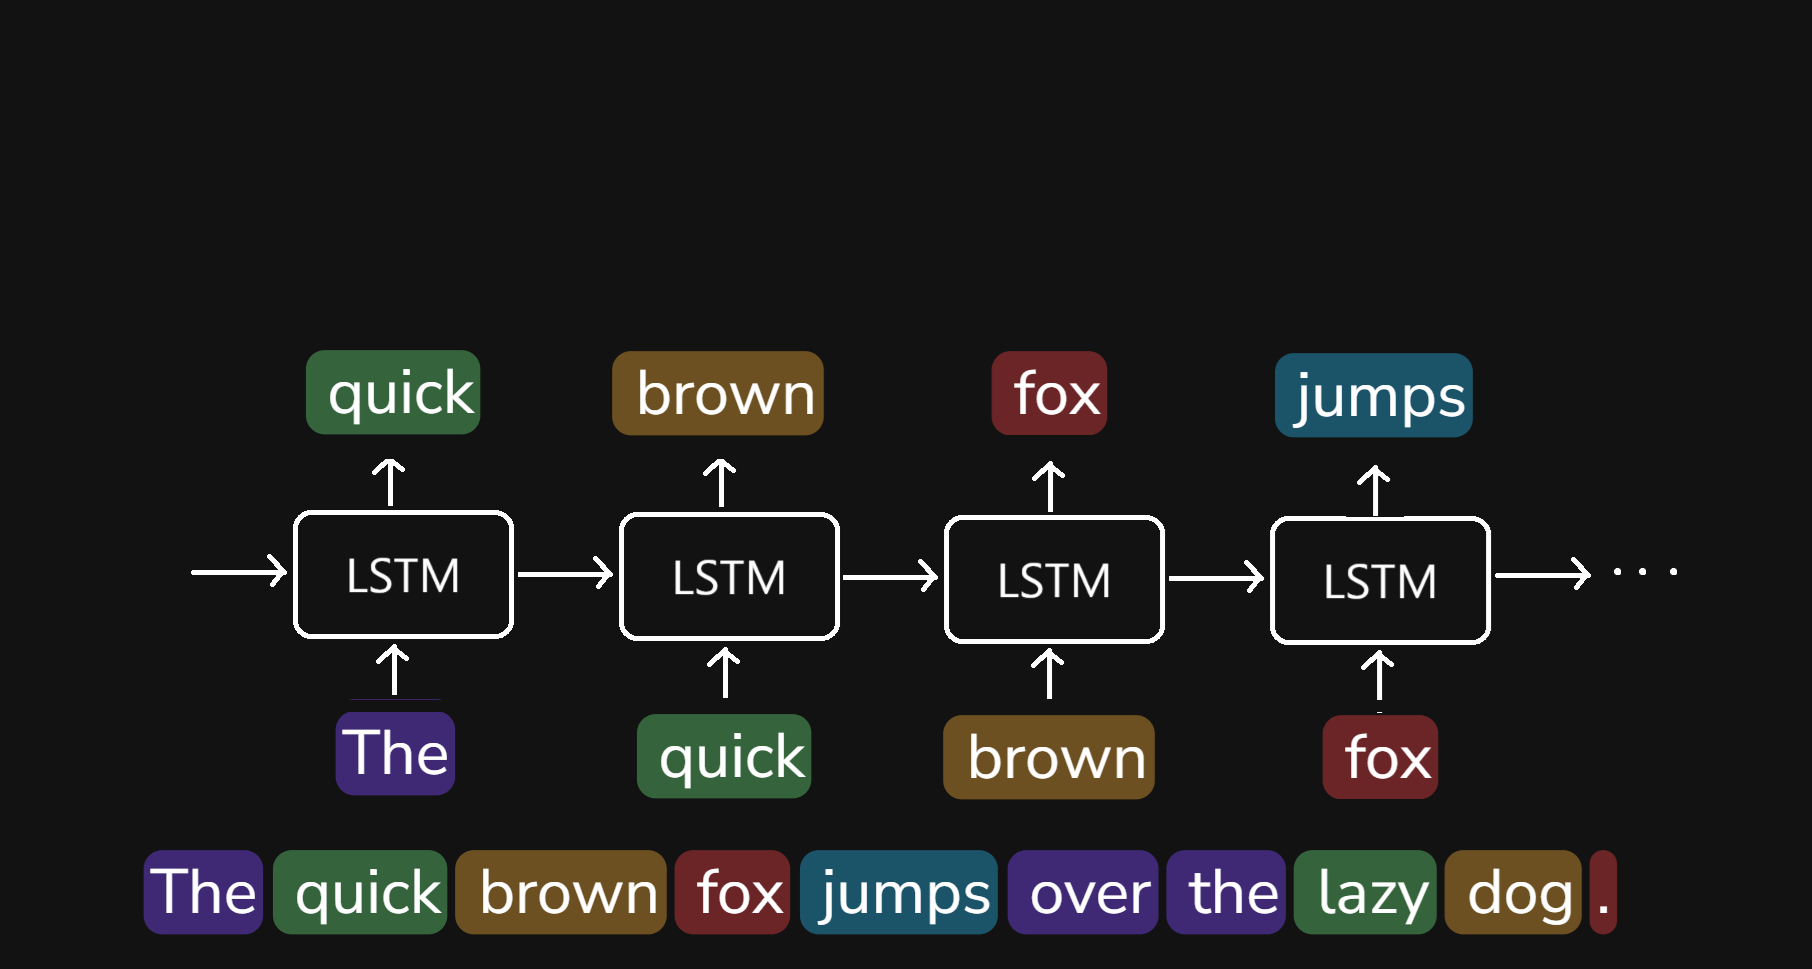 quick brown fox jumps
LSTM LSTM LSTM LSTM . . .
The quick brown fox
The quick brown fox jumps over the lazy dog.